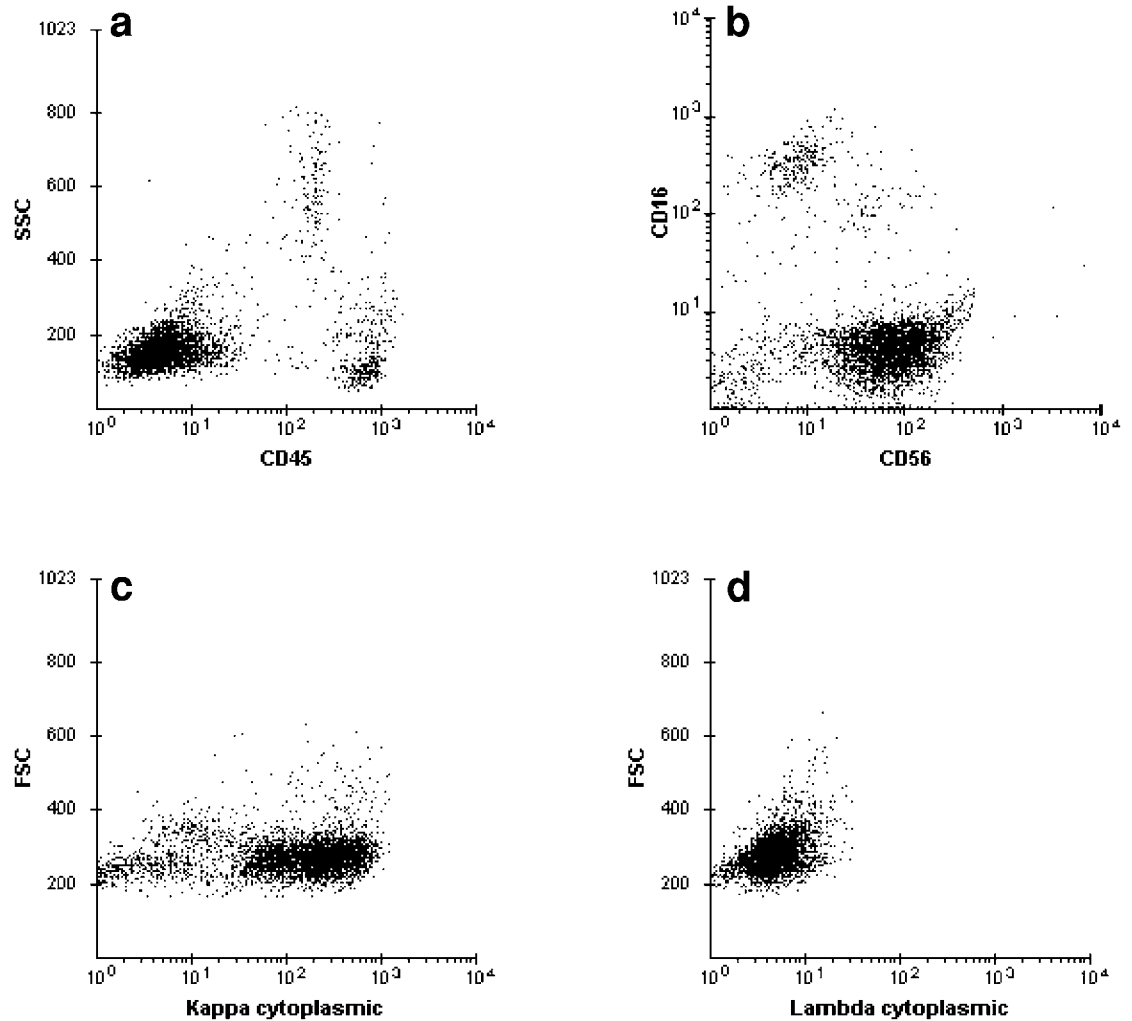 a
1023
800
600
400
200
SSC
10⁰ 10¹ 10² 10³ 10⁴
CD45
b
10⁴
10³
10²
10¹
CD16
10⁰ 10¹ 10² 10³ 10⁴
CD56
c
1023
800
600
400
200
FSC
10⁰ 10¹ 10² 10³ 10⁴
Kappa cytoplasmic
d
1023
800
600
400
200
FSC
10⁰ 10¹ 10² 10³ 10⁴
Lambda cytoplasmic